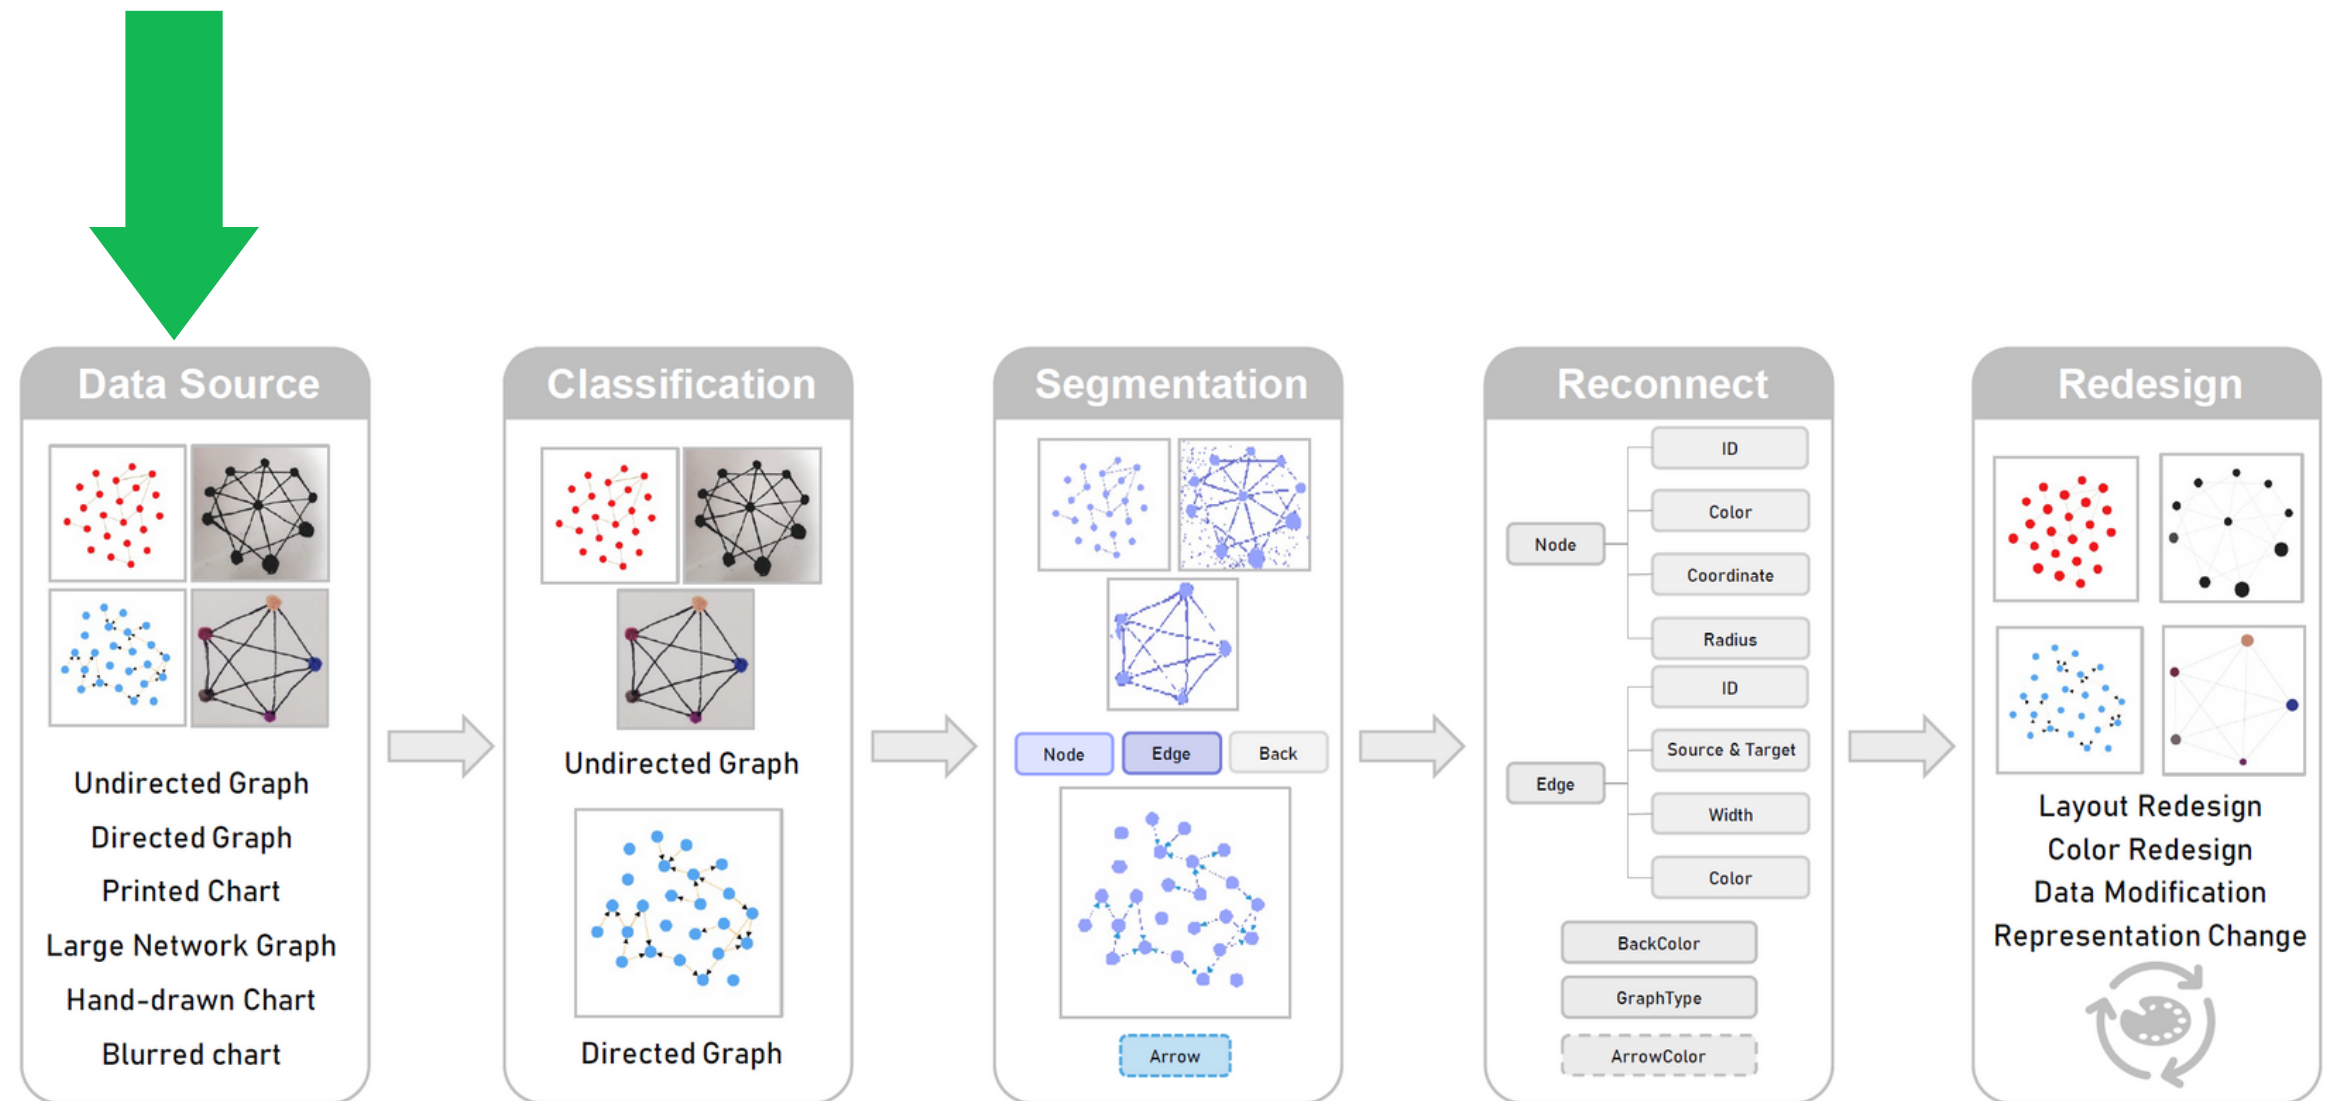 Data Source
Undirected Graph
Directed Graph
Printed Chart
Large Network Graph
Hand-drawn Chart
Blurred chart
Classification
Undirected Graph
Directed Graph
Segmentation
Node
Edge
Back
Arrow
Reconnect
Node
ID
Color
Coordinate
Radius
Edge
ID
Source & Target
Width
Color
BackColor
GraphType
ArrowColor
Redesign
Layout Redesign
Color Redesign
Data Modification
Representation Change